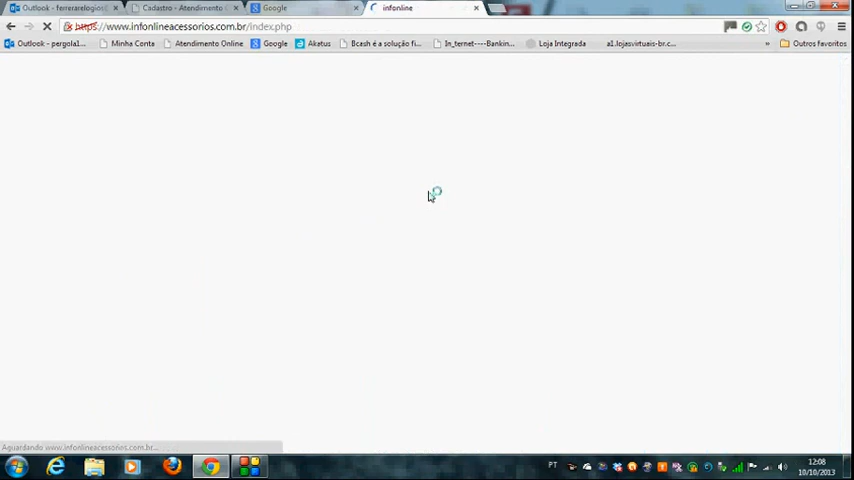 Outlook - ferrerarelogios
Cadastro - Atendimento
Google
infonline
https://www.infonlineacessorios.com.br/index.php
Outlook - pergola1...
Minha Conta
Atendimento Online
Google
Akatus
Bcash é a solução fi...
In_ternet----Bankin...
Loja Integrada
a1.lojasvirtuais-br.c...
»
Outros favoritos
Aguardando www.infonlineacessorios.com.br...
PT
12:08
10/10/2013